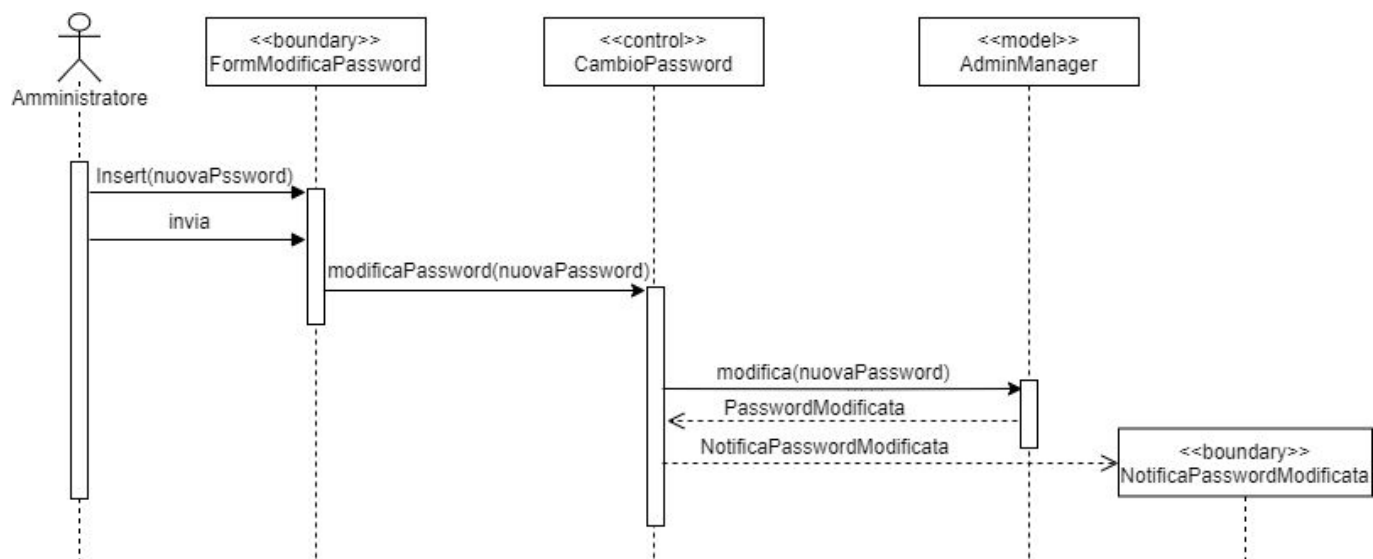 <<boundary>>
FormModificaPassword
<<control>>
CambioPassword
<<model>>
AdminManager
Amministratore
Insert(nuovaPssword)
invia
modificaPassword(nuovaPassword)
modifica(nuovaPassword)
PasswordModificata
NotificaPasswordModificata
<<boundary>>
NotificaPasswordModificata